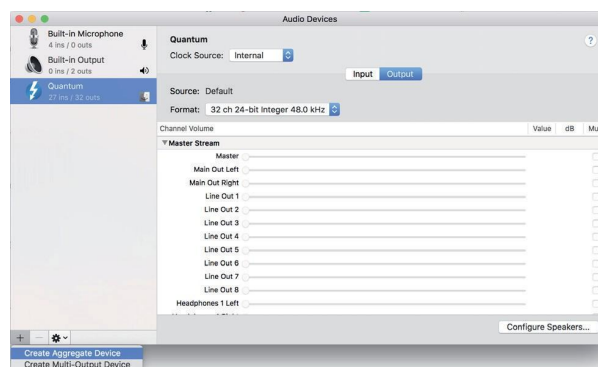 Audio Devices
Built-in Microphone
4 ins / 0 outs
Built-in Output
0 ins / 2 outs
Quantum
27 ins / 32 outs
Quantum
?
Clock Source: Internal
Input Output
Source: Default
Format: 32 ch 24-bit Integer 48.0 kHz
Channel Volume Value dB Mu
Master Stream
Master
Main Out Left
Main Out Right
Line Out 1
Line Out 2
Line Out 3
Line Out 4
Line Out 5
Line Out 6
Line Out 7
Line Out 8
Headphones 1 Left
Configure Speakers...
Create Aggregate Device
Create Multi-Output Device